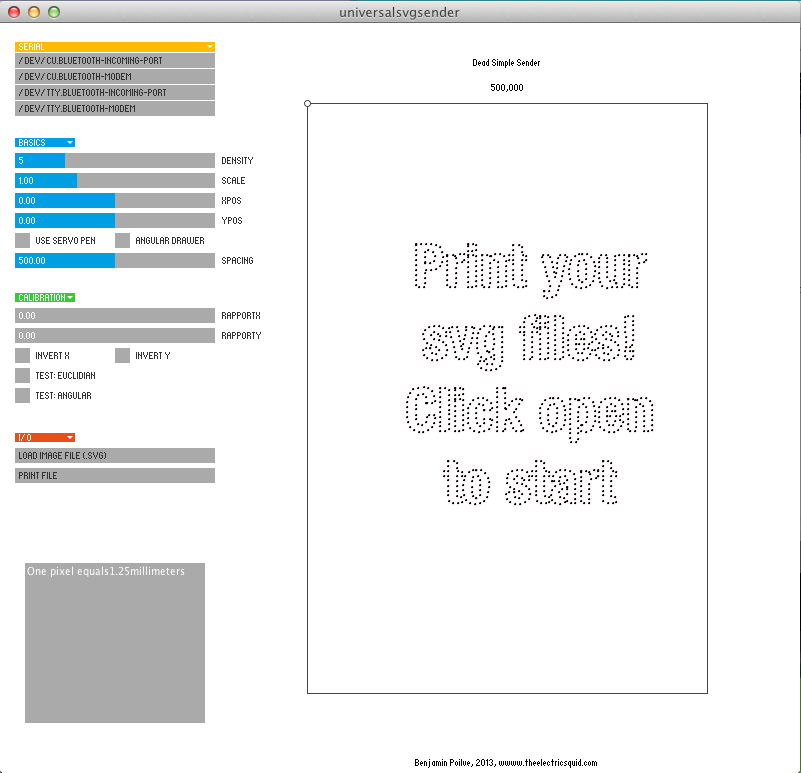 universalsvgsender
SERIAL
/DEV/CU.BLUETOOTH-INCOMING-PORT
/DEV/CU.BLUETOOTH-MODEM
/DEV/TTY.BLUETOOTH-INCOMING-PORT
/DEV/TTY.BLUETOOTH-MODEM
BASICS
5 DENSITY
1.00 SCALE
0.00 XPOS
0.00 YPOS
USE SERVO PEN ANGULAR DRAWER
500.00 SPACING
CALIBRATION
0.00 RAPPORTX
0.00 RAPPORTY
INVERT X INVERT Y
TEST: EUCLIDIAN
TEST: ANGULAR
I/O
LOAD IMAGE FILE (.SVG)
PRINT FILE
One pixel equals1.25millimeters
Dead Simple Sender
500,000
Print your
svg files!
Click open
to start
Benjamin Poilve, 2013, wwww.theelectricsquid.com